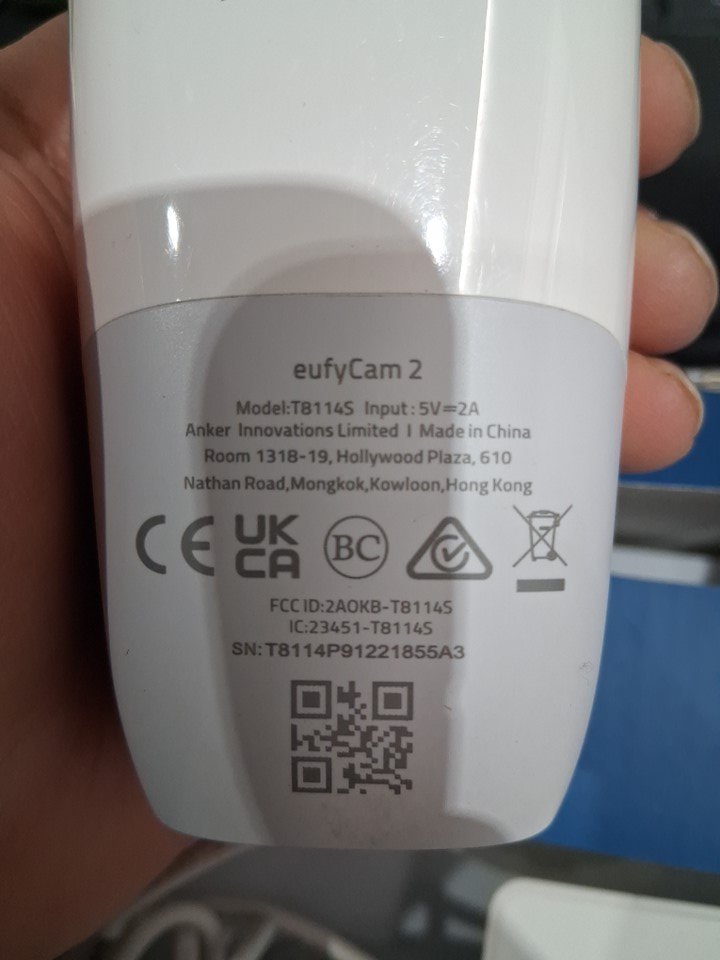 eufyCam 2
Model:T8114S Input:5V⎓2A
Anker Innovations Limited I Made in China
Room 1318-19, Hollywood Plaza, 610
Nathan Road,Mongkok,Kowloon,Hong Kong
CE UK CA BC
FCC ID:2AOKB-T8114S
IC:23451-T8114S
SN:T8114P91221855A3